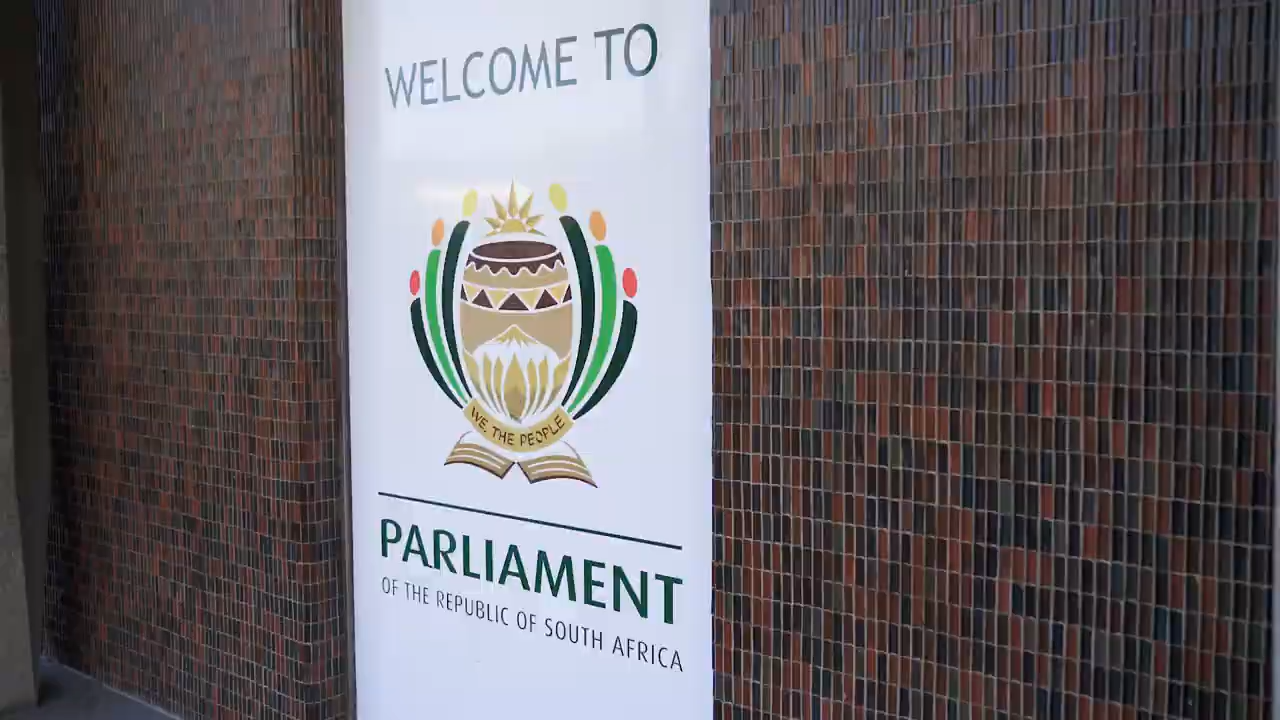 WELCOME TO
WE, THE PEOPLE
PARLIAMENT
OF THE REPUBLIC OF SOUTH AFRICA